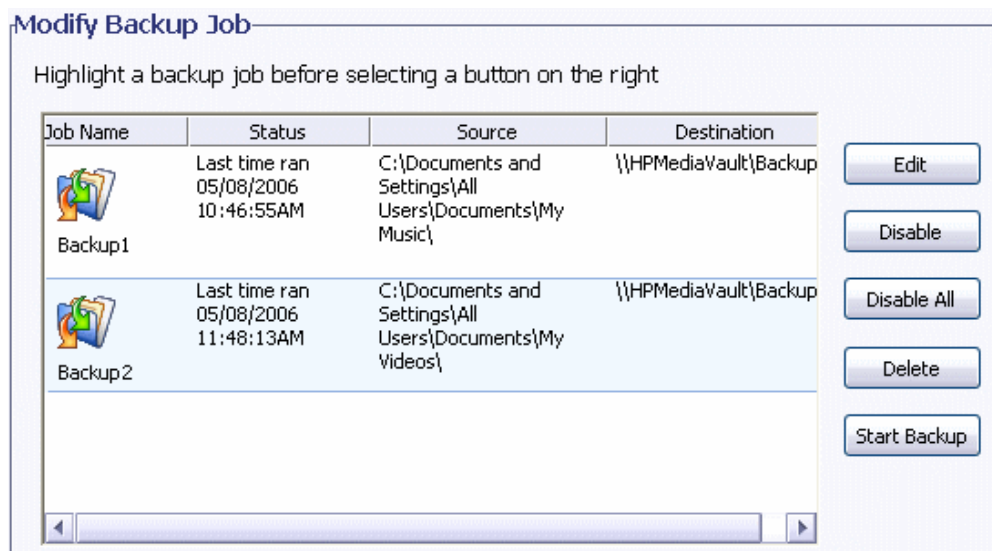 Modify Backup Job
Highlight a backup job before selecting a button on the right
Job Name Status Source Destination
Backup1
Last time ran
05/08/2006
10:46:55AM
C:\Documents and
Settings\All
Users\Documents\My
Music\
\\HPMediaVault\Backup
Backup2
Last time ran
05/08/2006
11:48:13AM
C:\Documents and
Settings\All
Users\Documents\My
Videos\
\\HPMediaVault\Backup
Edit
Disable
Disable All
Delete
Start Backup